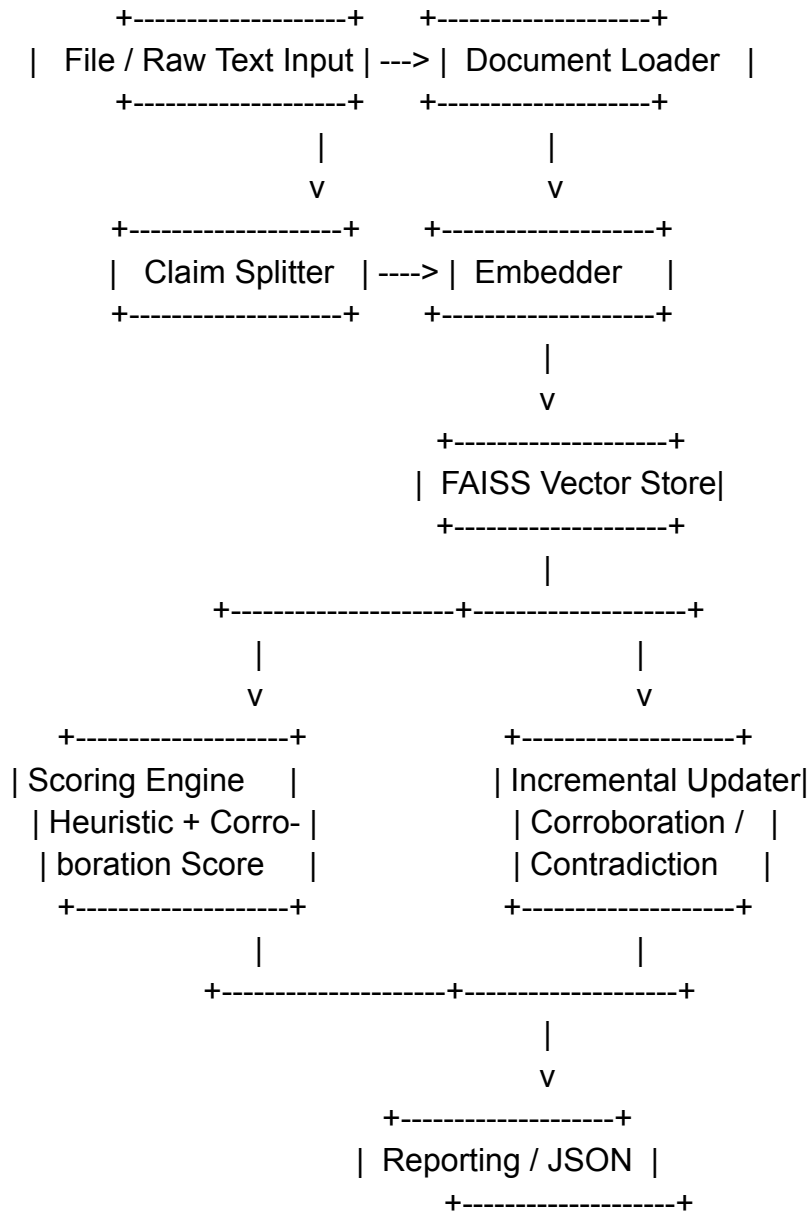 +--------------------+ +--------------------+
| File / Raw Text Input | ---> | Document Loader |
+--------------------+ +--------------------+
| |
v v
+--------------------+ +--------------------+
| Claim Splitter | ----> | Embedder |
+--------------------+ +--------------------+
|
v
+--------------------+
| FAISS Vector Store|
+--------------------+
|
+---------------------+--------------------+
| |
v v
+--------------------+ +--------------------+
| Scoring Engine | | Incremental Updater|
| Heuristic + Corro- | | Corroboration / |
| boration Score | | Contradiction |
+--------------------+ +--------------------+
| |
+---------------------+--------------------+
|
v
+--------------------+
| Reporting / JSON |
+--------------------+